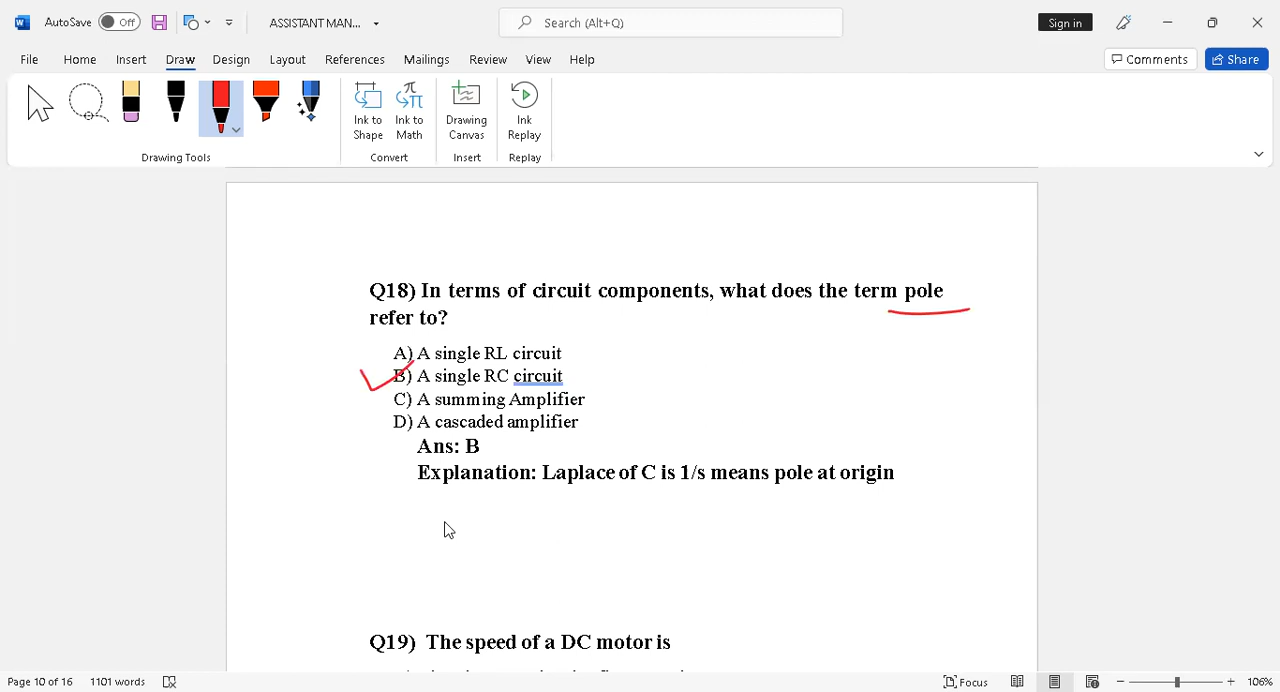 AutoSave Off ASSISTANT MAN... Search (Alt+Q) Sign in
File Home Insert Draw Design Layout References Mailings Review View Help Comments Share
Ink to Shape
Ink to Math
Drawing Canvas
Ink Replay
Drawing Tools Convert Insert Replay
Q18) In terms of circuit components, what does the term pole
refer to?
A) A single RL circuit
B) A single RC circuit
C) A summing Amplifier
D) A cascaded amplifier
Ans: B
Explanation: Laplace of C is 1/s means pole at origin
Q19) The speed of a DC motor is
Page 10 of 16 1101 words Focus 106%